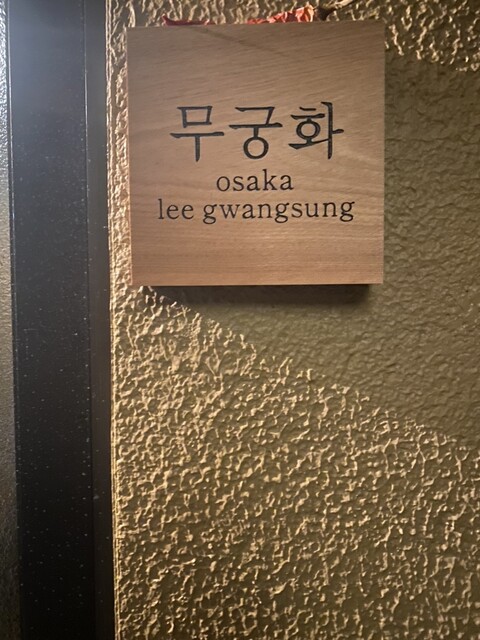 무궁화
osaka
lee gwangsung